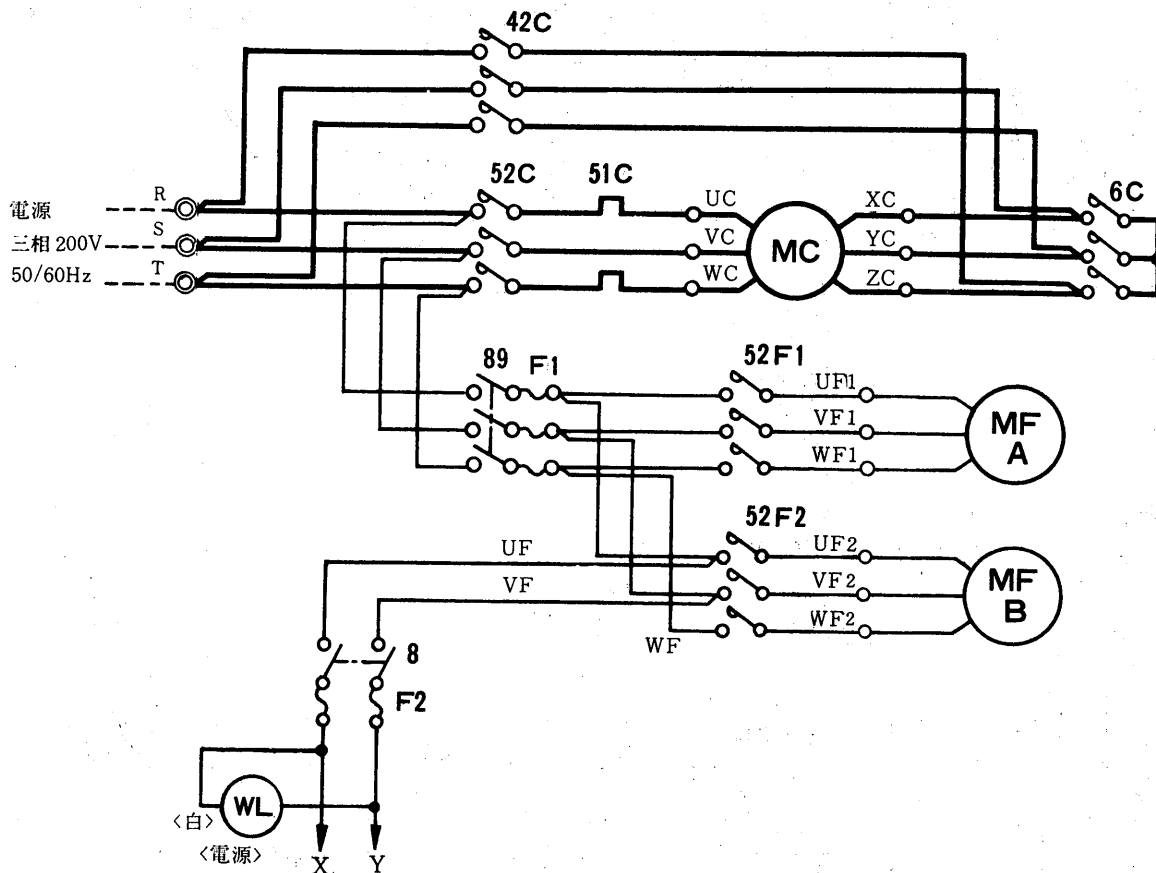 42C
52C
51C
6C
電源
三相 200V
50/60Hz
R
S
T
UC
VC
WC
MC
XC
YC
ZC
89
F1
52F1
UF1
VF1
WF1
MF
A
52F2
UF
VF
WF
UF2
VF2
WF2
MF
B
8
F2
WL
〈白〉
〈電源〉
X
Y